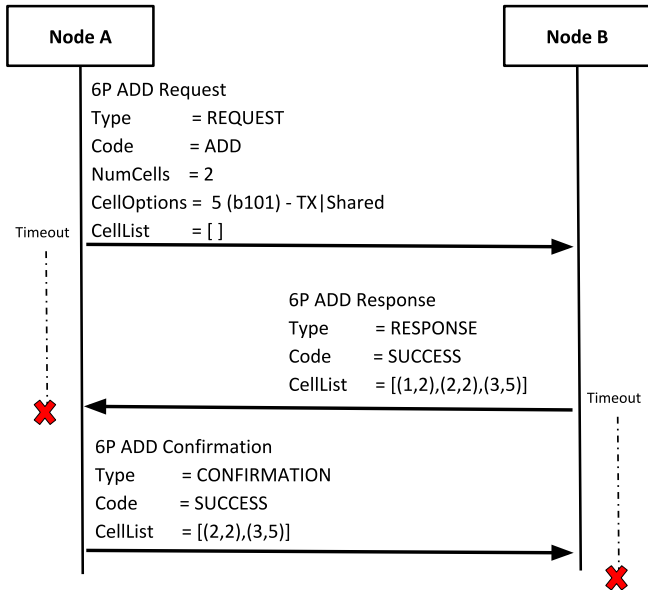 Node A
Node B
6P ADD Request
Type = REQUEST
Code = ADD
NumCells = 2
CellOptions = 5 (b101) - TX|Shared
CellList = [ ]
Timeout
6P ADD Response
Type = RESPONSE
Code = SUCCESS
CellList = [(1,2),(2,2),(3,5)]
Timeout
6P ADD Confirmation
Type = CONFIRMATION
Code = SUCCESS
CellList = [(2,2),(3,5)]